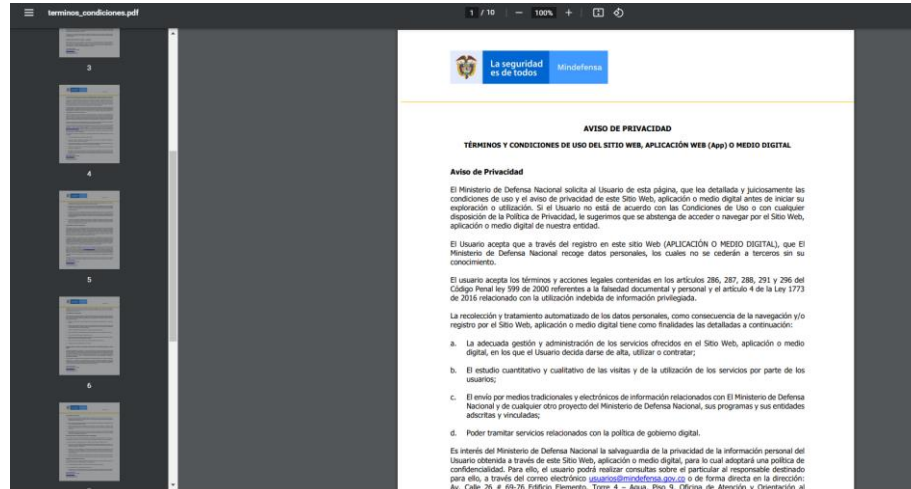 terminos_condiciones.pdf
1 / 10
100%
3
4
5
6
La seguridad
es de todos
Mindefensa
AVISO DE PRIVACIDAD
TÉRMINOS Y CONDICIONES DE USO DEL SITIO WEB, APLICACIÓN WEB (App) O MEDIO DIGITAL
Aviso de Privacidad
El Ministerio de Defensa Nacional solicita al Usuario de esta página, que lea detallada y juiciosamente las
condiciones de uso y el aviso de privacidad de este Sitio Web, aplicación o medio digital antes de iniciar su
exploración o utilización. Si el Usuario no está de acuerdo con las Condiciones de Uso o con cualquier
disposición de la Política de Privacidad, le sugerimos que se abstenga de acceder o navegar por el Sitio Web,
aplicación o medio digital de nuestra entidad.
El Usuario acepta que a través del registro en este sitio Web (APLICACIÓN O MEDIO DIGITAL), que El
Ministerio de Defensa Nacional recoge datos personales, los cuales no se cederán a terceros sin su
conocimiento.
El usuario acepta los términos y acciones legales contenidas en los artículos 286, 287, 288, 291 y 296 del
Código Penal ley 599 de 2000 referentes a la falsedad documental y personal y el artículo 4 de la Ley 1773
de 2016 relacionado con la utilización indebida de información privilegiada.
La recolección y tratamiento automatizado de los datos personales, como consecuencia de la navegación y/o
registro por el Sitio Web, aplicación o medio digital tiene como finalidades las detalladas a continuación:
a. La adecuada gestión y administración de los servicios ofrecidos en el Sitio Web, aplicación o medio
digital, en los que el Usuario decida darse de alta, utilizar o contratar;
b. El estudio cuantitativo y cualitativo de las visitas y de la utilización de los servicios por parte de los
usuarios;
c. El envío por medios tradicionales y electrónicos de información relacionados con El Ministerio de Defensa
Nacional y de cualquier otro proyecto del Ministerio de Defensa Nacional, sus programas y sus entidades
adscritas y vinculadas;
d. Poder tramitar servicios relacionados con la política de gobierno digital.
Es interés del Ministerio de Defensa Nacional la salvaguardia de la privacidad de la información personal del
Usuario obtenida a través de este Sitio Web, aplicación o medio digital, para lo cual adoptará una política de
confidencialidad. Para ello, el usuario podrá realizar consultas sobre el particular al responsable destinado
para ello, a través del correo electrónico usuarios@mindefensa.gov.co o de forma directa en la dirección:
Av. Calle 26 # 69-76 Edificio Elemento, Torre 4 – Agua, Piso 9, Oficina de Atención y Orientación al